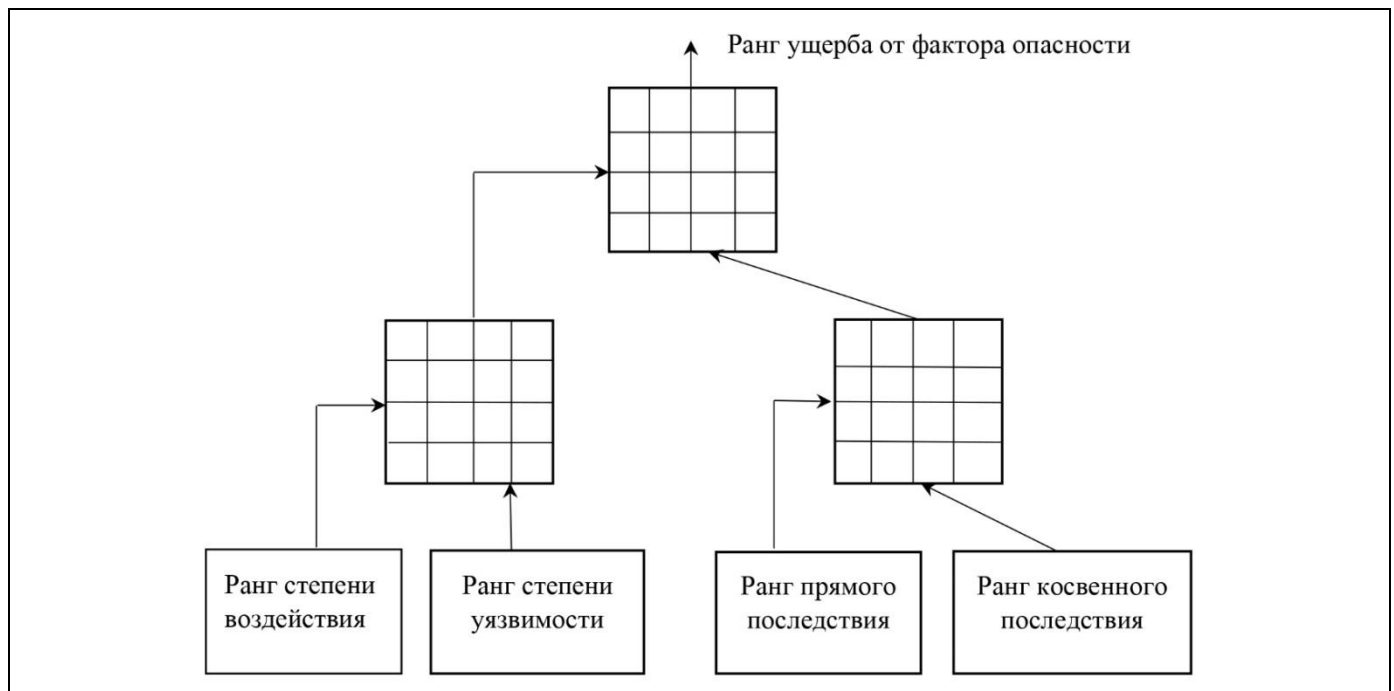 Ранг ущерба от фактора опасности
Ранг степени
воздействия
Ранг степени
уязвимости
Ранг прямого
последствия
Ранг косвенного
последствия